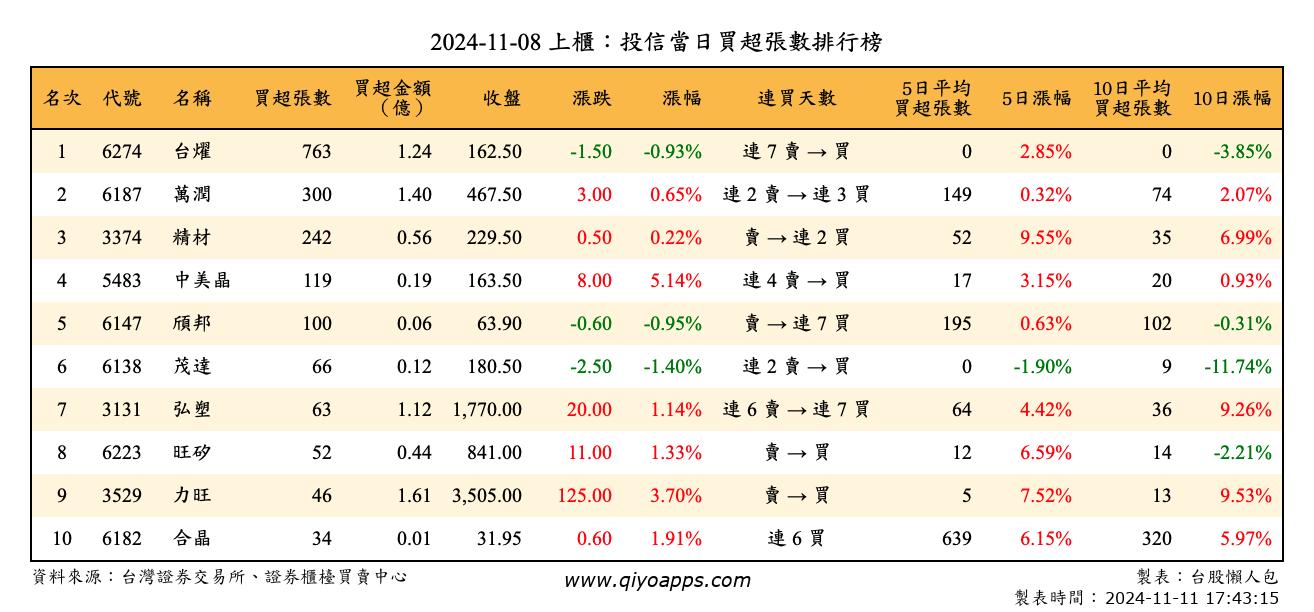 2024-11-08 上櫃：投信當日買超張數排行榜
名次 代號 名稱 買超張數 買超金額（億） 收盤 漲跌 漲幅 連買天數 5日平均買超張數 5日漲幅 10日平均買超張數 10日漲幅
1 6274 台燿 763 1.24 162.50 -1.50 -0.93% 連 7 賣 → 買 0 2.85% 0 -3.85%
2 6187 萬潤 300 1.40 467.50 3.00 0.65% 連 2 賣 → 連 3 買 149 0.32% 74 2.07%
3 3374 精材 242 0.56 229.50 0.50 0.22% 賣 → 連 2 買 52 9.55% 35 6.99%
4 5483 中美晶 119 0.19 163.50 8.00 5.14% 連 4 賣 → 買 17 3.15% 20 0.93%
5 6147 頎邦 100 0.06 63.90 -0.60 -0.95% 賣 → 連 7 買 195 0.63% 102 -0.31%
6 6138 茂達 66 0.12 180.50 -2.50 -1.40% 連 2 賣 → 買 0 -1.90% 9 -11.74%
7 3131 弘塑 63 1.12 1,770.00 20.00 1.14% 連 6 賣 → 連 7 買 64 4.42% 36 9.26%
8 6223 旺矽 52 0.44 841.00 11.00 1.33% 賣 → 買 12 6.59% 14 -2.21%
9 3529 力旺 46 1.61 3,505.00 125.00 3.70% 賣 → 買 5 7.52% 13 9.53%
10 6182 合晶 34 0.01 31.95 0.60 1.91% 連 6 買 639 6.15% 320 5.97%
資料來源：台灣證券交易所、證券櫃檯買賣中心 www.qiyoapps.com 製表：台股懶人包
製表時間：2024-11-11 17:43:15